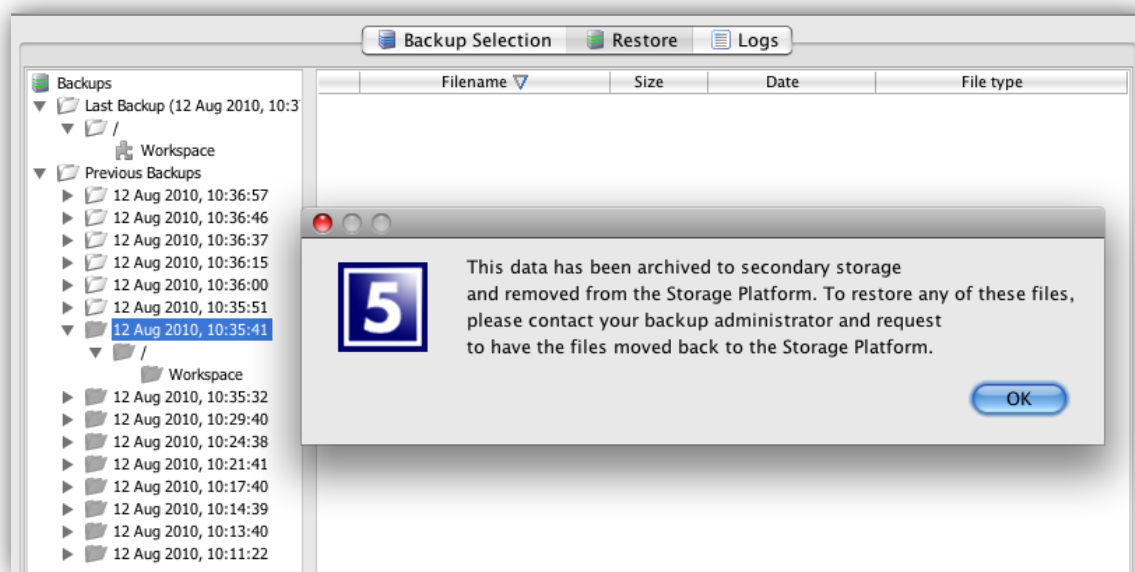 Backup Selection Restore Logs
Backups
Last Backup (12 Aug 2010, 10:3
/
Workspace
Previous Backups
12 Aug 2010, 10:36:57
12 Aug 2010, 10:36:46
12 Aug 2010, 10:36:37
12 Aug 2010, 10:36:15
12 Aug 2010, 10:36:00
12 Aug 2010, 10:35:51
12 Aug 2010, 10:35:41
/
Workspace
12 Aug 2010, 10:35:32
12 Aug 2010, 10:29:40
12 Aug 2010, 10:24:38
12 Aug 2010, 10:21:41
12 Aug 2010, 10:17:40
12 Aug 2010, 10:14:39
12 Aug 2010, 10:13:40
12 Aug 2010, 10:11:22
Filename Size Date File type
5
This data has been archived to secondary storage
and removed from the Storage Platform. To restore any of these files,
please contact your backup administrator and request
to have the files moved back to the Storage Platform.
OK